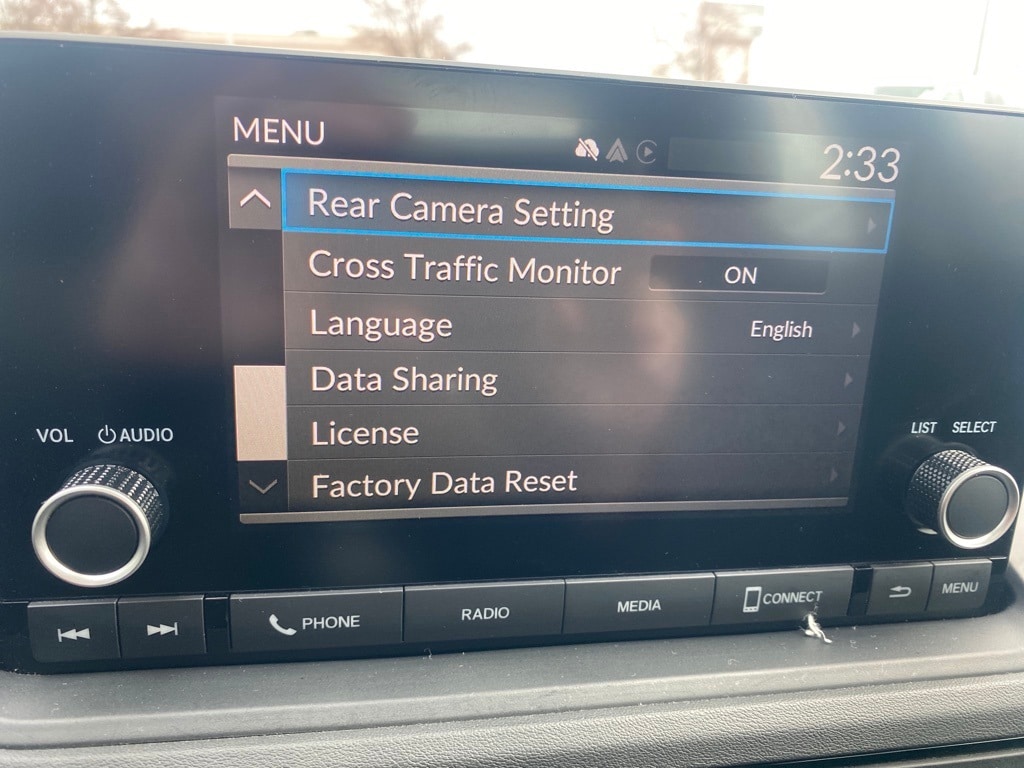 MENU
2:33
Rear Camera Setting
Cross Traffic Monitor ON
Language English
Data Sharing
License
Factory Data Reset
VOL AUDIO
LIST SELECT
PHONE RADIO MEDIA CONNECT MENU